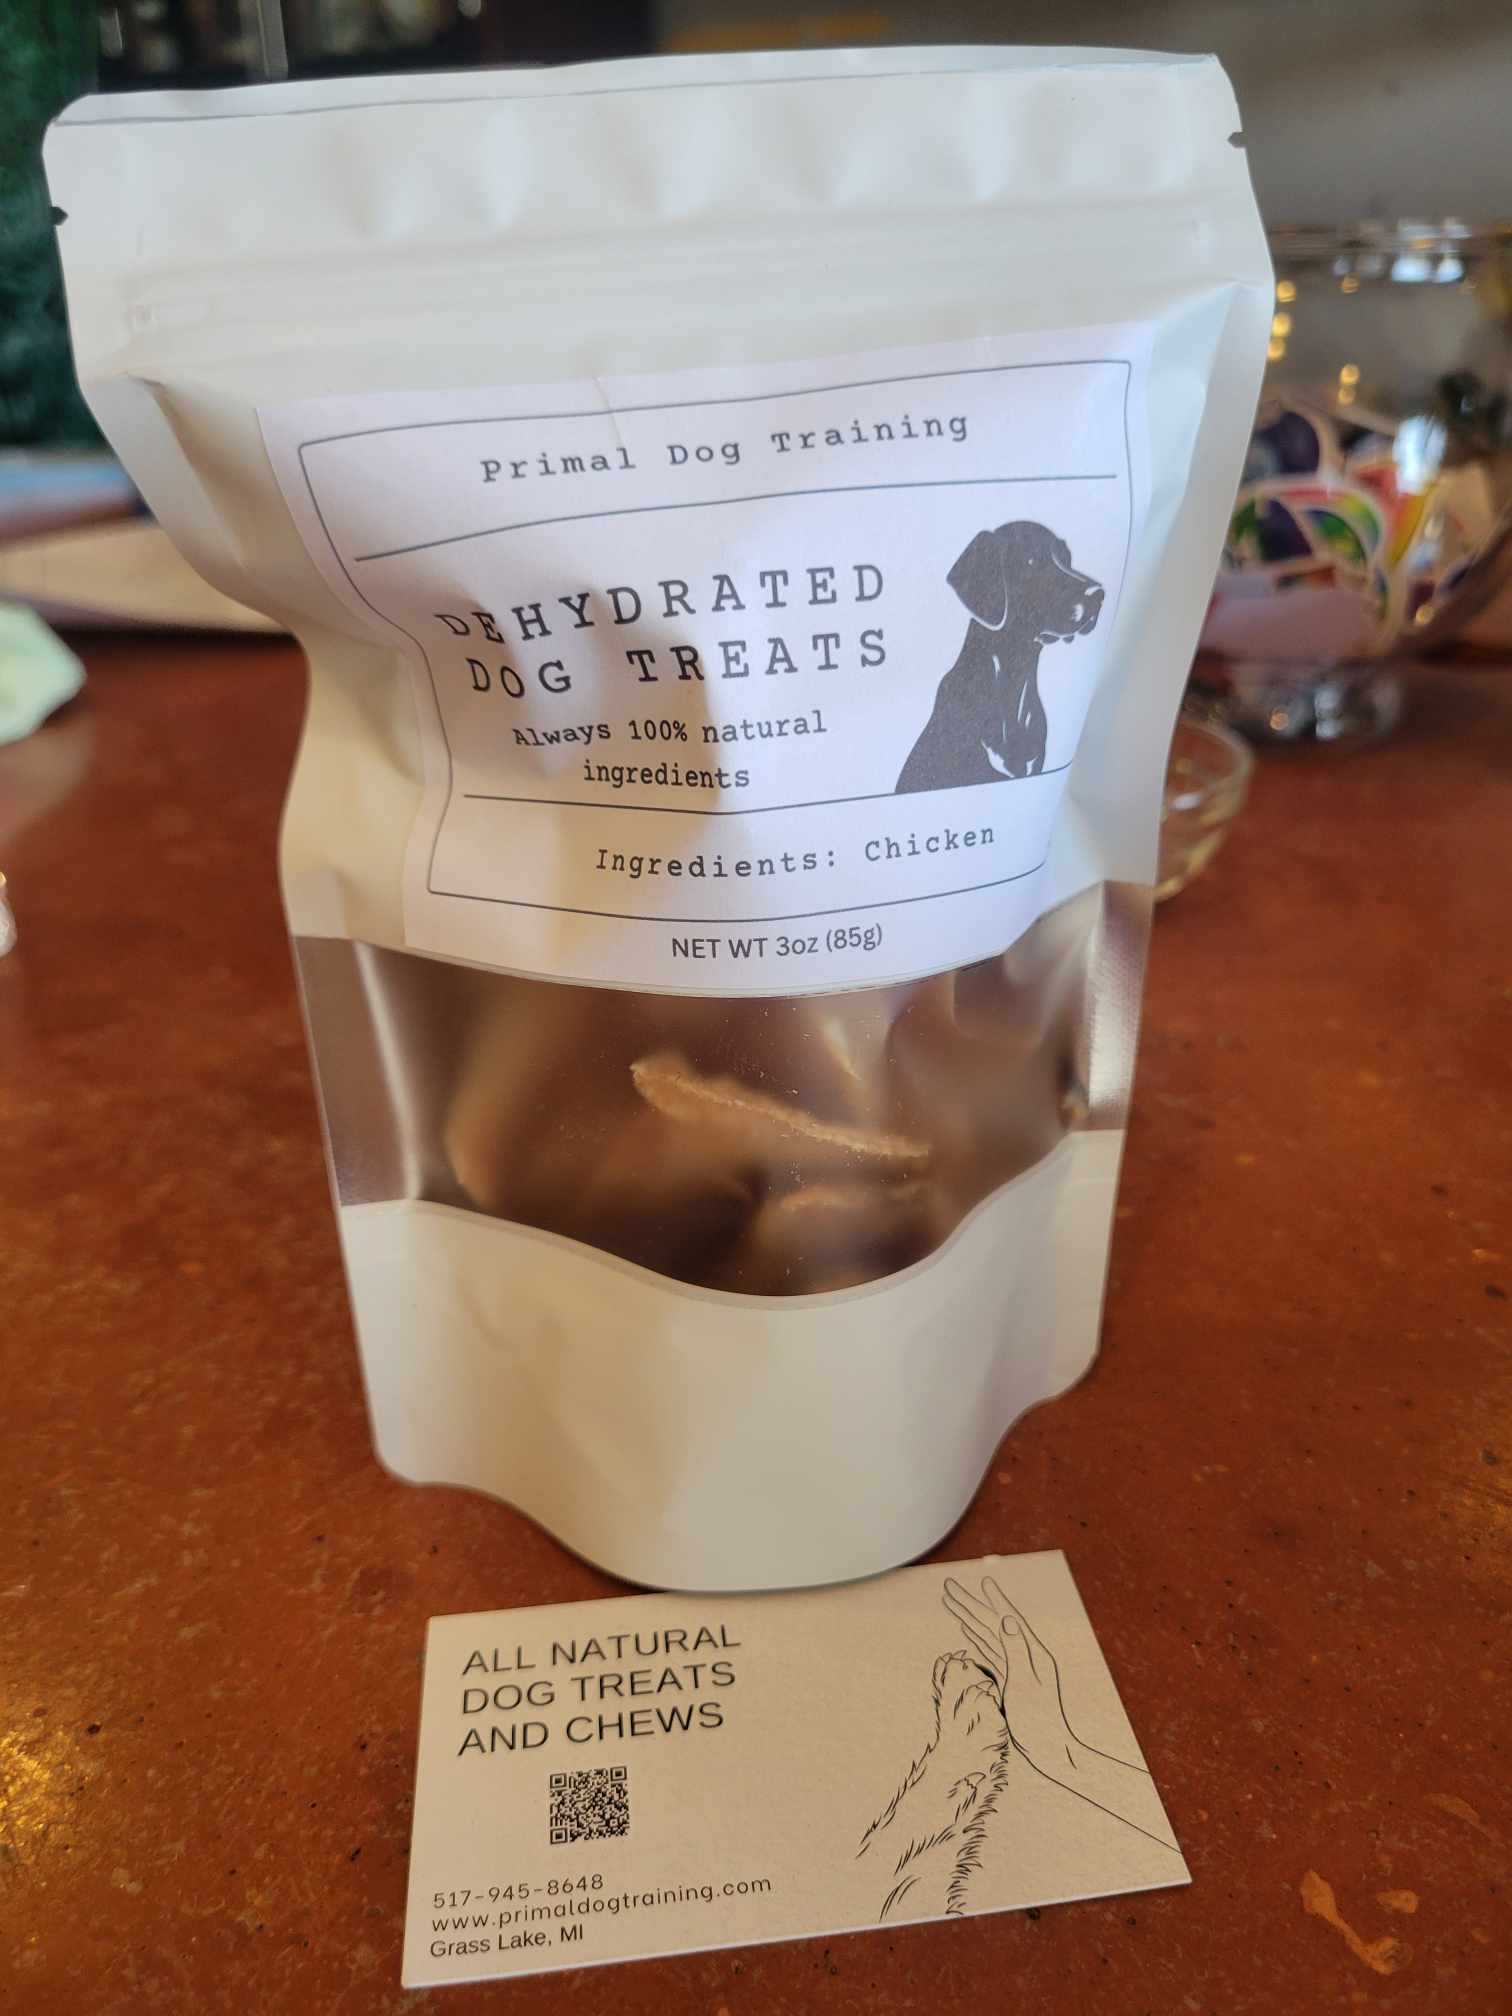 Primal Dog Training
DEHYDRATED
DOG TREATS
Always 100% natural
ingredients
Ingredients: Chicken
NET WT 3oz (85g)
ALL NATURAL
DOG TREATS
AND CHEWS
517-945-8648
www.primaldogtraining.com
Grass Lake, MI